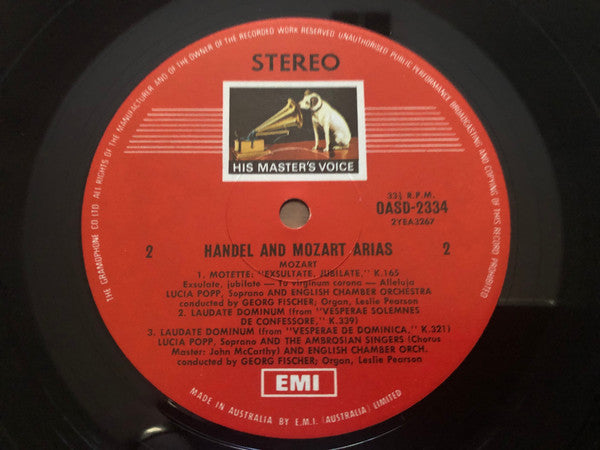 THE GRAMOPHONE CO. LTD. ALL RIGHTS OF THE MANUFACTURER AND OF THE OWNER OF THE RECORDED WORK RESERVED UNAUTHORISED PUBLIC PERFORMANCE BROADCASTING AND COPYING OF THIS RECORD PROHIBITED
STEREO
HIS MASTER'S VOICE
33⅓ R.P.M.
OASD-2334
2YEA3267
2 HANDEL AND MOZART ARIAS 2
MOZART
1. MOTETTE: "EXSULTATE, JUBILATE," K.165
Exsulate, jubilate — Tu virginum corona — Alleluja
LUCIA POPP, Soprano and ENGLISH CHAMBER ORCHESTRA
conducted by GEORG FISCHER; Organ, Leslie Pearson
2. LAUDATE DOMINUM (from "VESPERAE SOLEMNES
DE CONFESSORE," K.339)
3. LAUDATE DOMINUM (from "VESPERAE DE DOMINICA," K.321)
LUCIA POPP, Soprano and THE AMBROSIAN SINGERS (Chorus
Master: John McCarthy) AND ENGLISH CHAMBER ORCH.
conducted by GEORG FISCHER; Organ, Leslie Pearson
EMI
MADE IN AUSTRALIA BY E.M.I. (AUSTRALIA) LIMITED